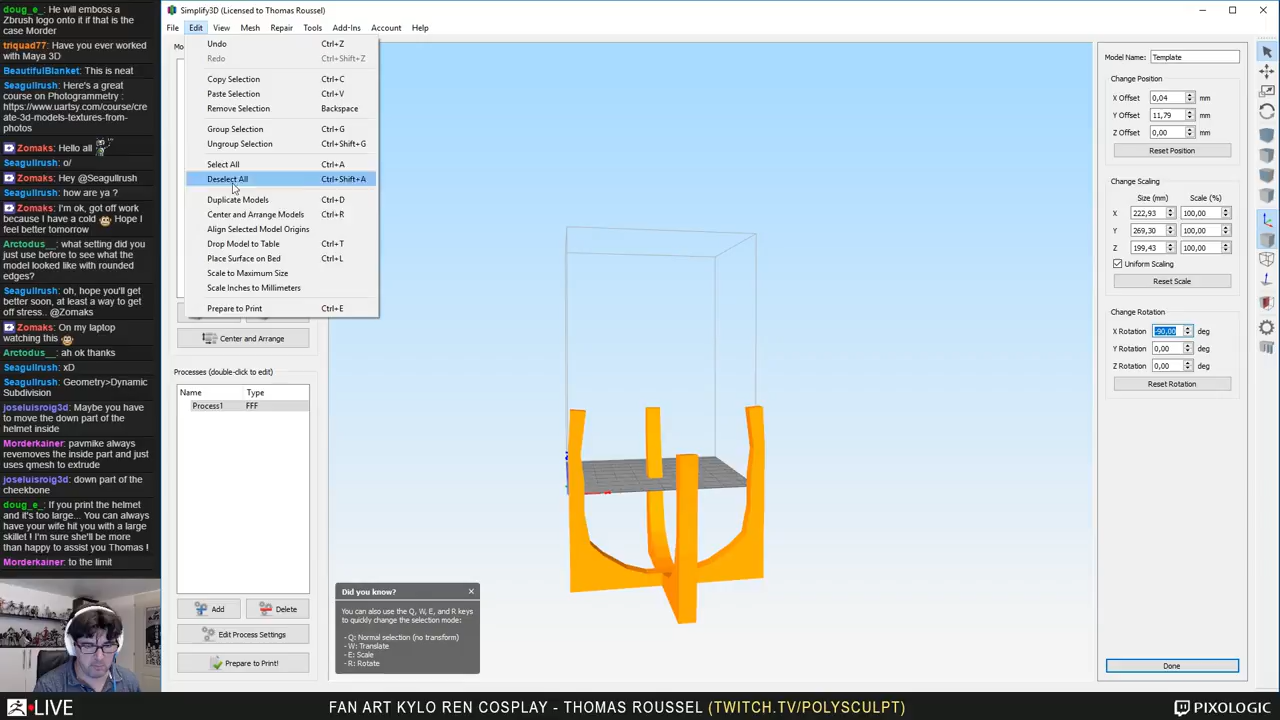 doug_e_: He will emboss a
Zbrush logo onto it if that is the
case Morder
triquad77: Have you ever worked
with Maya 3D
BeautifulBlanket: This is neat
Seagullrush: Here's a great
course on Photogrammetry :
https://www.uartsy.com/course/cre
ate-3d-models-textures-from-
photos
Zomaks: Hello all
Seagullrush: o/
Zomaks: Hey @Seagullrush
Seagullrush: how are ya ?
Zomaks: I'm ok, got off work
because I have a cold Hope I
feel better tomorrow
Arctodus__: what setting did you
just use before to see what the
model looked like with rounded
edges?
Seagullrush: oh, hope you'll get
better soon, at least a way to get
off stress.. @Zomaks
Zomaks: On my laptop
watching this
Arctodus__: ah ok thanks
Seagullrush: xD
Seagullrush: Geometry>Dynamic
Subdivision
joseluisroig3d: Maybe you have
to move the down part of the
helmet inside
Morderkainer: pavmike always
revemoves the inside part and just
uses qmesh to extrude
joseluisroig3d: down part of the
cheekbone
doug_e_: If you print the helmet
and it's too large... You can always
have your wife hit you with a large
skillet ! I'm sure she'll be more
than happy to assist you Thomas !
Morderkainer: to the limit
Simplify3D (Licensed to Thomas Roussel)
File Edit View Mesh Repair Tools Add-Ins Account Help
Mo
Undo Ctrl+Z
Redo Ctrl+Shift+Z
Copy Selection Ctrl+C
Paste Selection Ctrl+V
Remove Selection Backspace
Group Selection Ctrl+G
Ungroup Selection Ctrl+Shift+G
Select All Ctrl+A
Deselect All Ctrl+Shift+A
Duplicate Models Ctrl+D
Center and Arrange Models Ctrl+R
Align Selected Model Origins
Drop Model to Table Ctrl+T
Place Surface on Bed Ctrl+L
Scale to Maximum Size
Scale Inches to Millimeters
Prepare to Print Ctrl+E
Center and Arrange
Processes (double-click to edit)
Name Type
Process1 FFF
Add Delete
Edit Process Settings
Prepare to Print!
Did you know?
You can also use the Q, W, E, and R keys
to quickly change the selection mode:
- Q: Normal selection (no transform)
- W: Translate
- E: Scale
- R: Rotate
Model Name: Template
Change Position
X Offset 0,04 mm
Y Offset 11,79 mm
Z Offset 0,00 mm
Reset Position
Change Scaling
Size (mm) Scale (%)
X 222,93 100,00
Y 269,30 100,00
Z 199,43 100,00
Uniform Scaling
Reset Scale
Change Rotation
X Rotation -90,00 deg
Y Rotation 0,00 deg
Z Rotation 0,00 deg
Reset Rotation
Done
LIVE
FAN ART KYLO REN COSPLAY - THOMAS ROUSSEL (TWITCH.TV/POLYSCULPT)
PIXOLOGIC